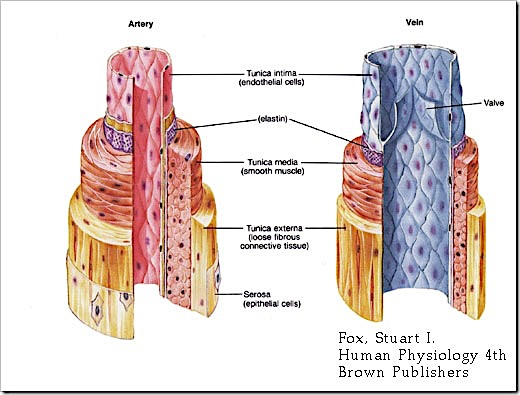 Artery
Vein
Tunica intima
(endothelial cells)
Valve
(elastin)
Tunica media
(smooth muscle)
Tunica externa
(loose fibrous
connective tissue)
Serosa
(epithelial cells)
Fox, Stuart I.
Human Physiology 4th
Brown Publishers